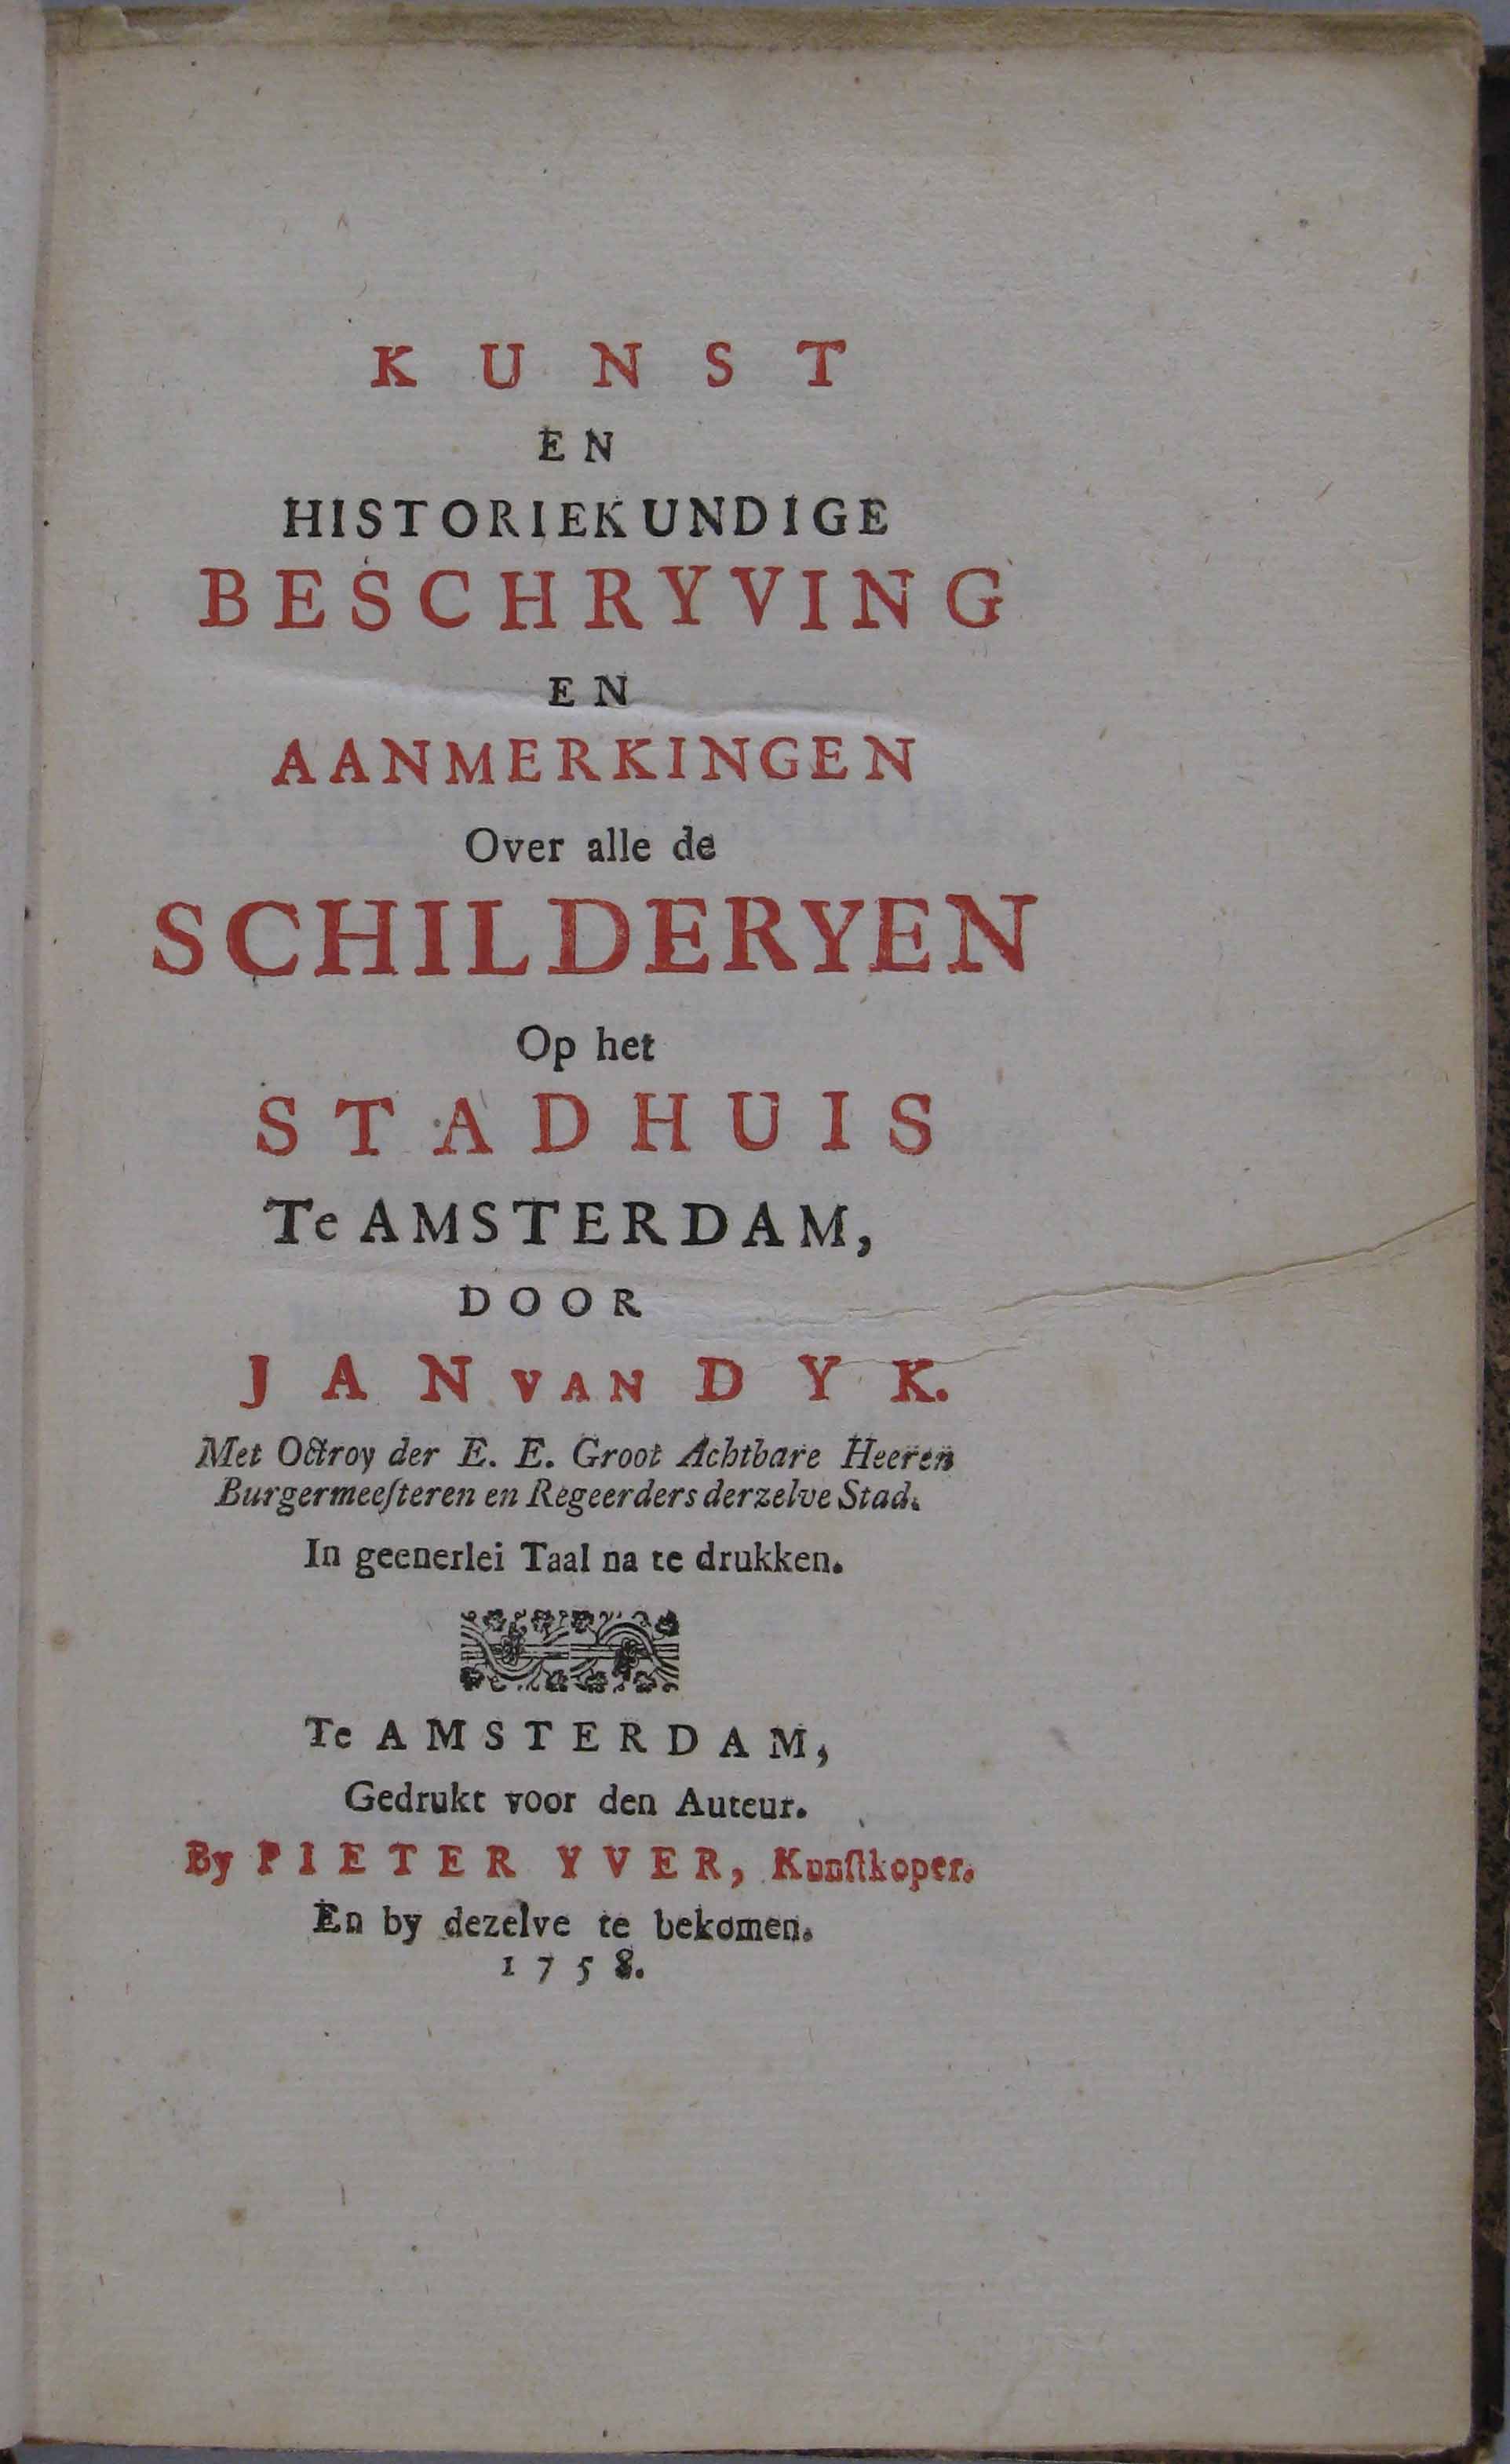 KUNST
EN
HISTORIEKUNDIGE
BESCHRYVING
EN
AANMERKINGEN
Over alle de
SCHILDERYEN
Op het
STADHUIS
Te AMSTERDAM,
DOOR
JAN VAN DYK.
Met Octroy der E. E. Groot Achtbare Heeren
Burgermeeſteren en Regeerders derzelve Stad.
In geenerlei Taal na te drukken.
Te AMSTERDAM,
Gedrukt voor den Auteur.
By PIETER YVER, Kunſtkoper.
En by dezelve te bekomen.
1758.